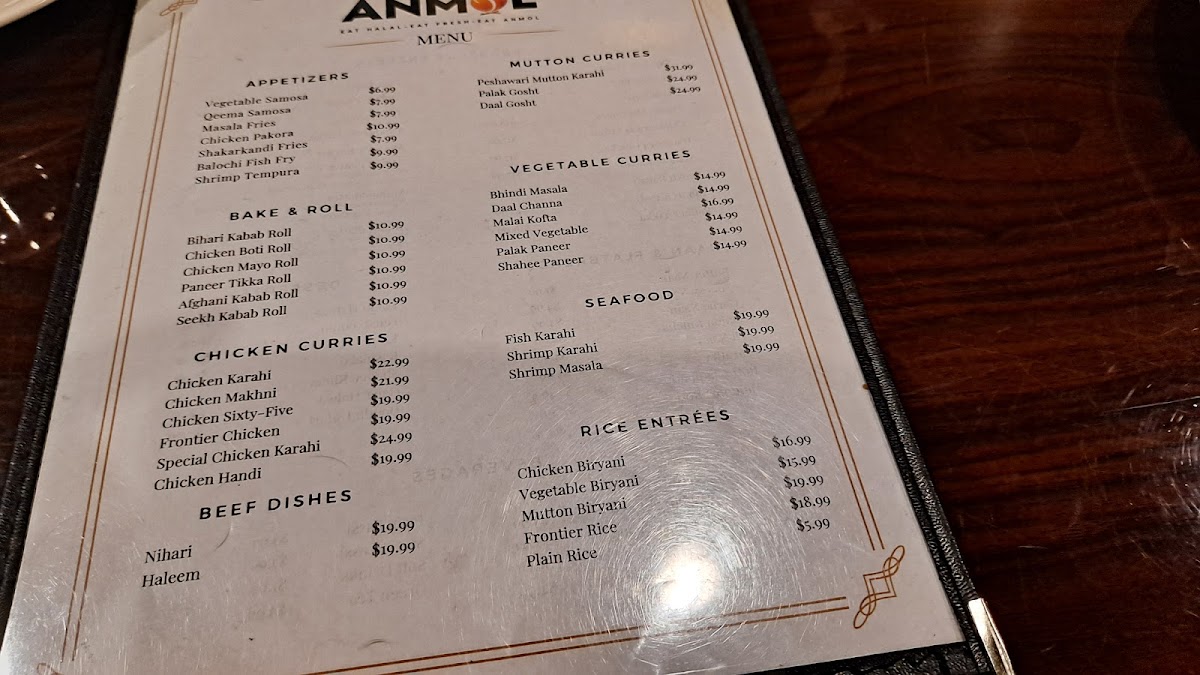 ANMOL
EAT HALAL-EAT FRESH-EAT ANMOL
MENU
APPETIZERS
Vegetable Samosa $6.99
Qeema Samosa $7.99
Masala Fries $7.99
Chicken Pakora $10.99
Shakarkandi Fries $7.99
Balochi Fish Fry $9.99
Shrimp Tempura $9.99
BAKE & ROLL
Bihari Kabab Roll $10.99
Chicken Boti Roll $10.99
Chicken Mayo Roll $10.99
Paneer Tikka Roll $10.99
Afghani Kabab Roll $10.99
Seekh Kabab Roll $10.99
CHICKEN CURRIES
Chicken Karahi $22.99
Chicken Makhni $21.99
Chicken Sixty-Five $19.99
Frontier Chicken $19.99
Special Chicken Karahi $24.99
Chicken Handi $19.99
BEEF DISHES
Nihari $19.99
Haleem $19.99
MUTTON CURRIES
Peshawari Mutton Karahi $31.99
Palak Gosht $24.99
Daal Gosht $24.99
VEGETABLE CURRIES
Bhindi Masala $14.99
Daal Channa $14.99
Malai Kofta $16.99
Mixed Vegetable $14.99
Palak Paneer $14.99
Shahee Paneer $14.99
SEAFOOD
Fish Karahi $19.99
Shrimp Karahi $19.99
Shrimp Masala $19.99
RICE ENTRÉES
Chicken Biryani $16.99
Vegetable Biryani $15.99
Mutton Biryani $19.99
Frontier Rice $18.99
Plain Rice $5.99